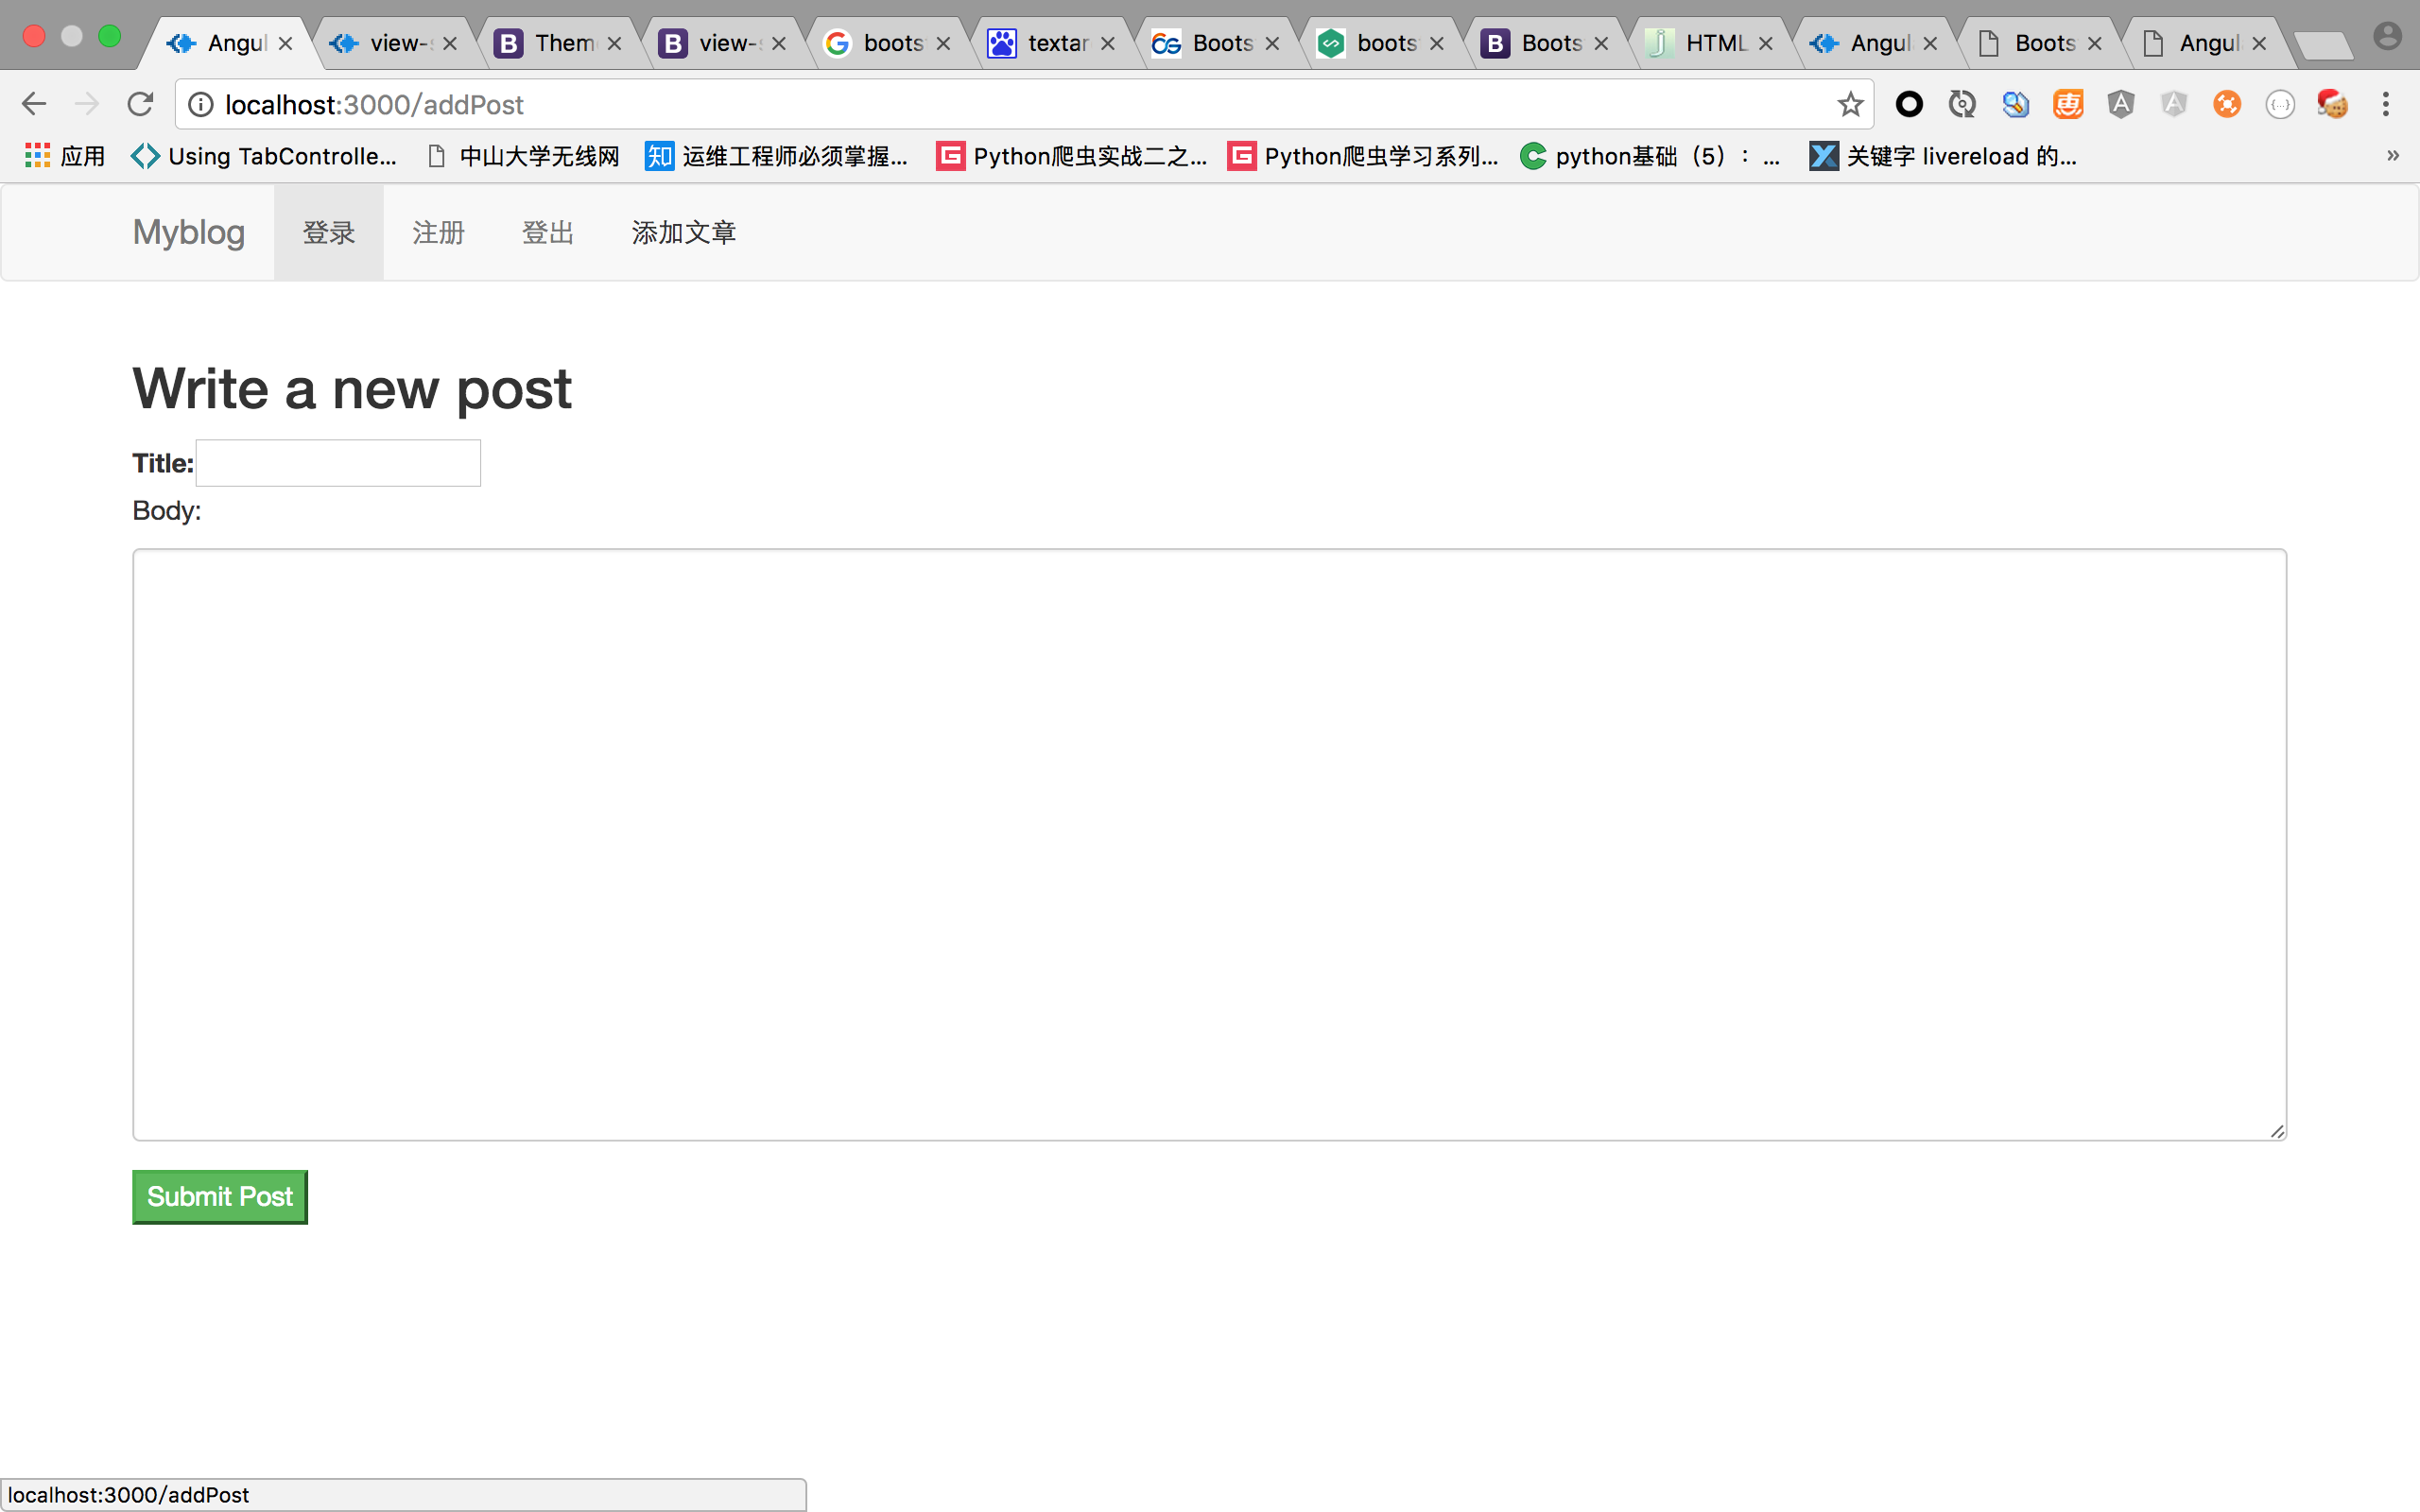 Angul view-s Them view-s boots textar Boots boots Boots HTML Angul Boots Angul
localhost:3000/addPost
应用 Using TabControlle... 中山大学无线网 知 运维工程师必须掌握... Python爬虫实战二之... Python爬虫学习系列... python基础（5）：... 关键字 livereload 的...
Myblog 登录 注册 登出 添加文章
Write a new post
Title:
Body:
Submit Post
localhost:3000/addPost